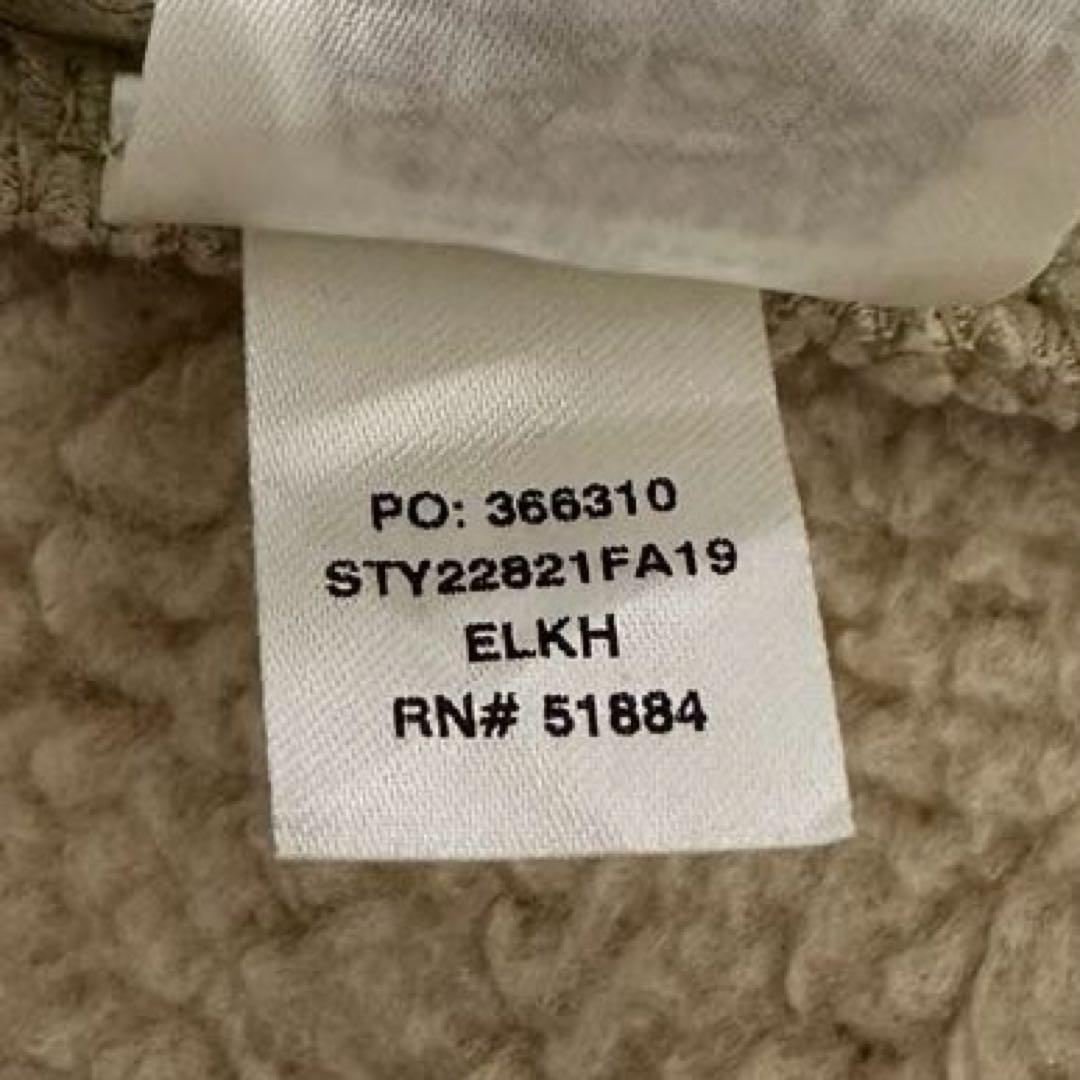 PO: 366310
STY22821FA19
ELKH
RN# 51884